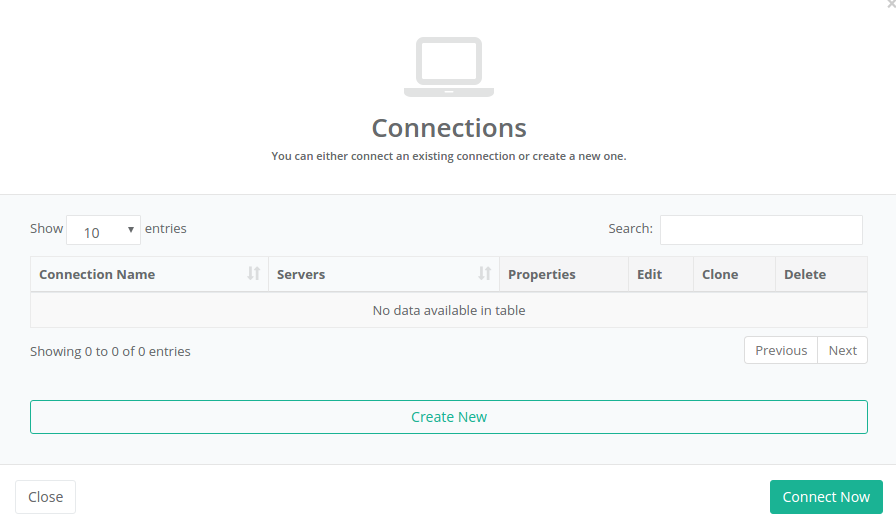 ×
Connections
You can either connect an existing connection or create a new one.
Show 10 entries Search:
Connection Name Servers Properties Edit Clone Delete
No data available in table
Showing 0 to 0 of 0 entries Previous Next
Create New
Close Connect Now